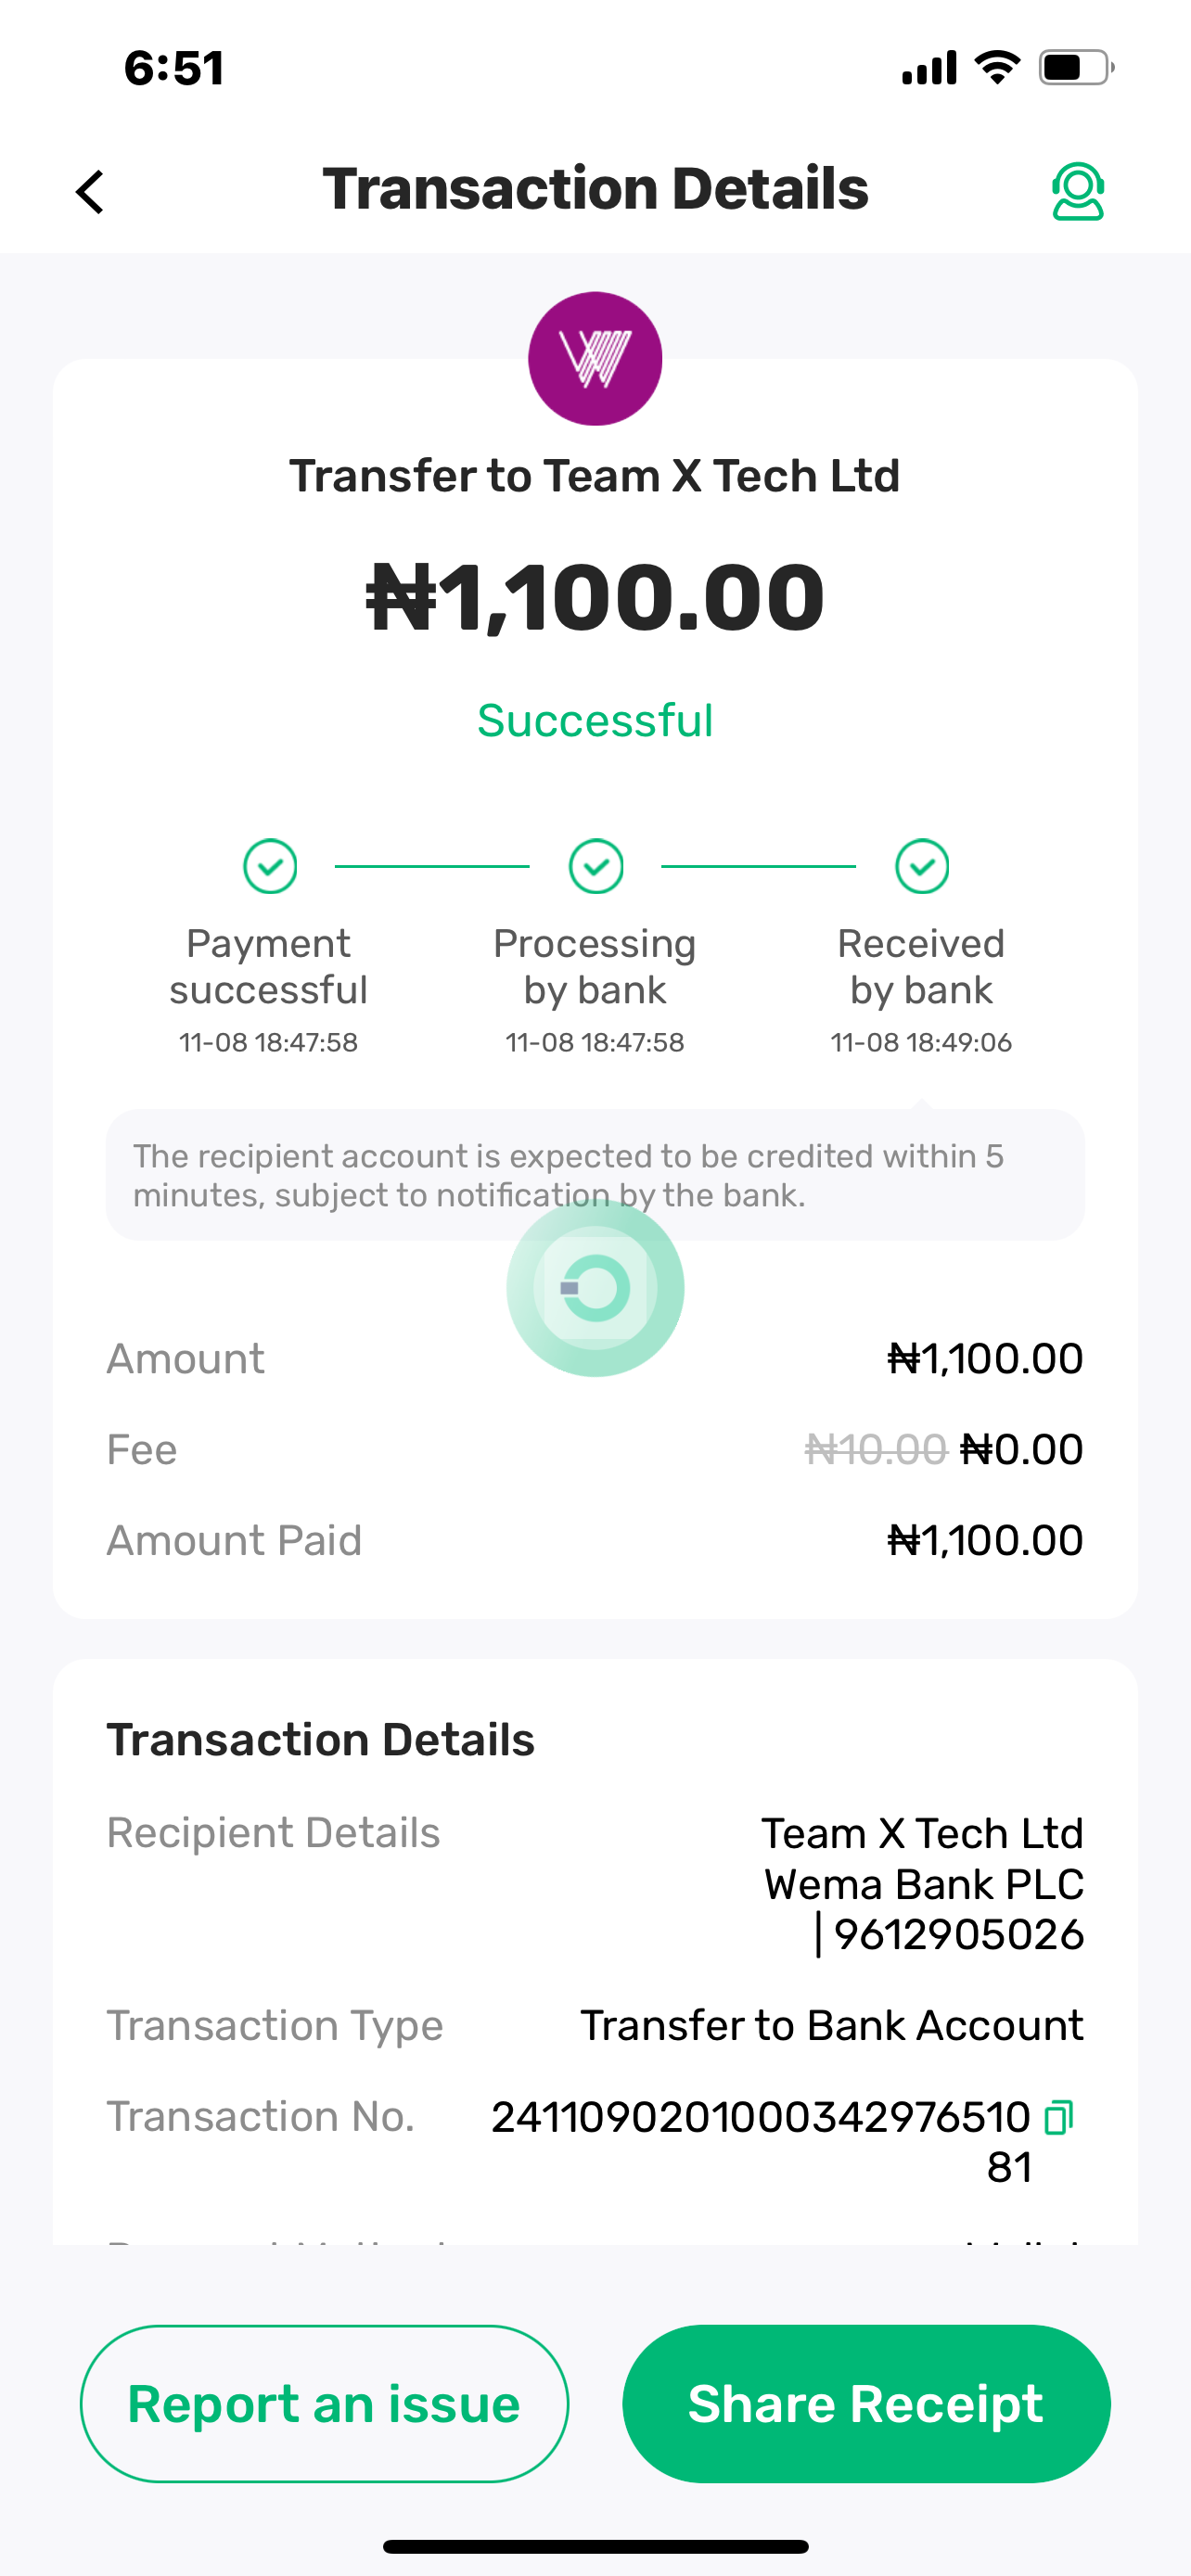 6:51
Transaction Details
Transfer to Team X Tech Ltd
₦1,100.00
Successful
Payment successful
11-08 18:47:58
Processing by bank
11-08 18:47:58
Received by bank
11-08 18:49:06
The recipient account is expected to be credited within 5
minutes, subject to notification by the bank.
Amount ₦1,100.00
Fee ₦10.00 ₦0.00
Amount Paid ₦1,100.00
Transaction Details
Recipient Details Team X Tech Ltd
Wema Bank PLC
| 9612905026
Transaction Type Transfer to Bank Account
Transaction No. 2411090201000342976510
81
Report an issue
Share Receipt